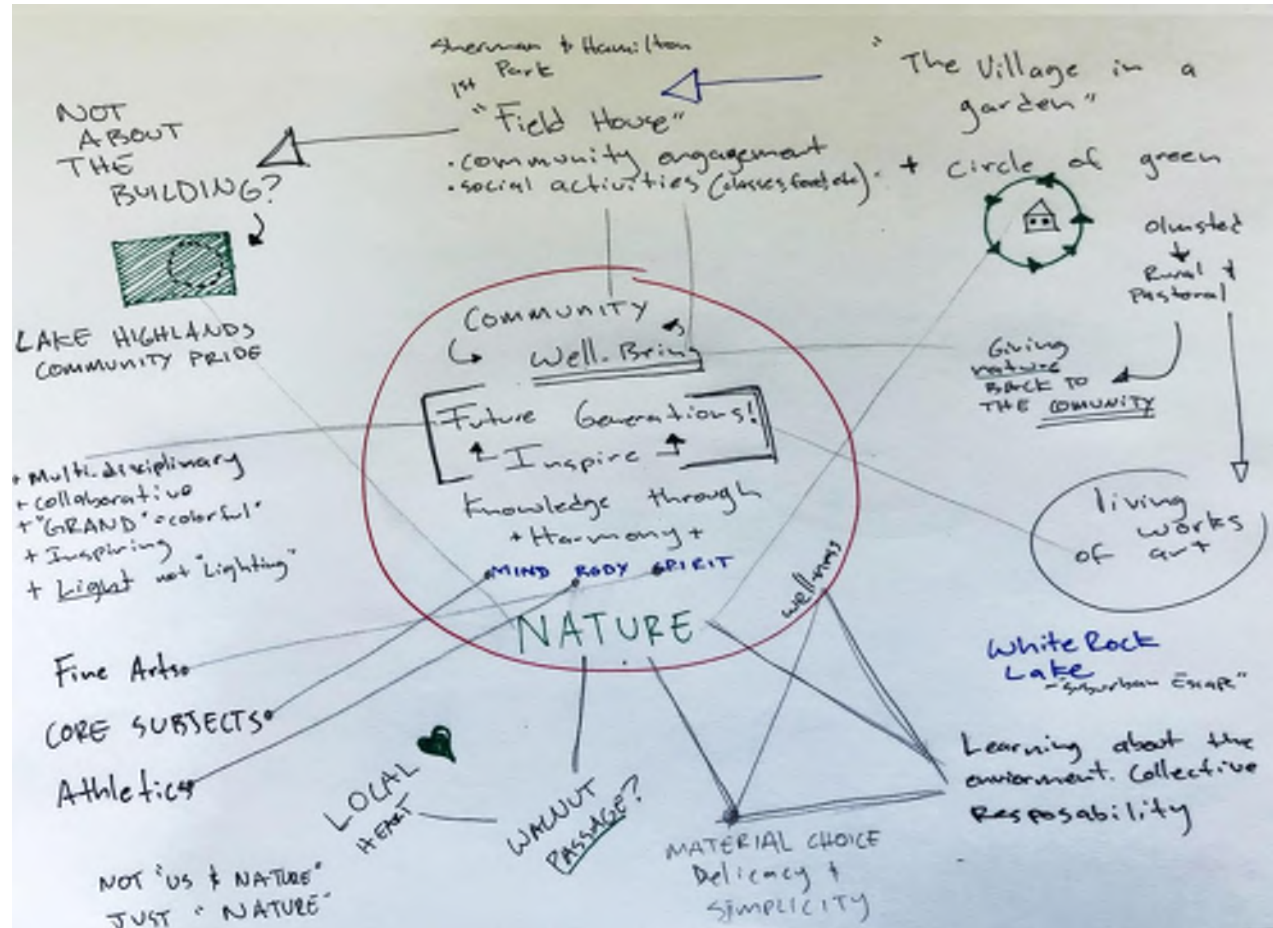 Sherman & Hamilton
Park
1st
"Field House"
• community engagement
• social activities (classes, food, etc)
"The Village in a
garden"
+ circle of green
NOT
ABOUT
THE
BUILDING?
LAKE HIGHLANDS
COMMUNITY PRIDE
Olmsted
Rural &
Pastoral
Giving
nature
BACK TO
THE COMUNITY
living
works
of art
COMMUNITY
Well-Being
Future Generations!
Inspire
Knowledge through
+ Harmony +
MIND BODY SPIRIT
NATURE
wellness
+ Multi-disciplinary
+ collaborative
+ "GRAND" = colorful"
+ Inspiring
+ Light not "Lighting"
Fine Arts
CORE SUBJECTS
Athletics
LOCAL
HEART
WALNUT
PASSAGE?
MATERIAL CHOICE
Delicacy &
SIMPLICITY
White Rock
Lake
- "Suburban Escape"
Learning about the
enviorment. Collective
Resposability
NOT "US & NATURE"
JUST "NATURE"